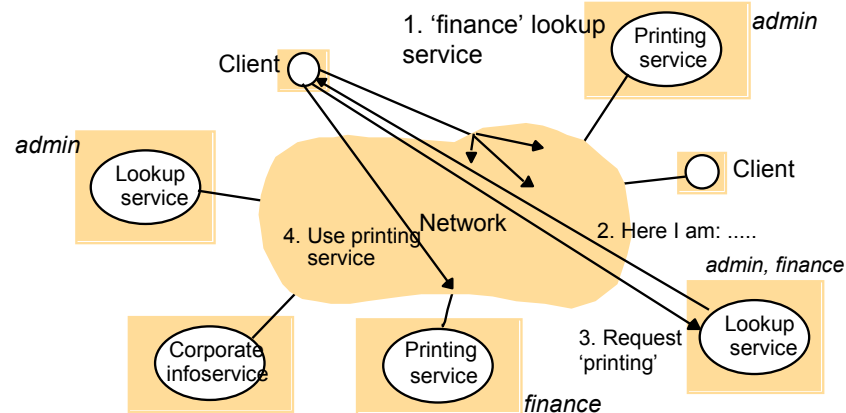 1. ‘finance’ lookup
service
Printing
service
admin
Client
admin
Lookup
service
Client
Network
4. Use printing
service
2. Here I am: .....
admin, finance
Corporate
infoservice
Printing
service
finance
3. Request
‘printing’
Lookup
service